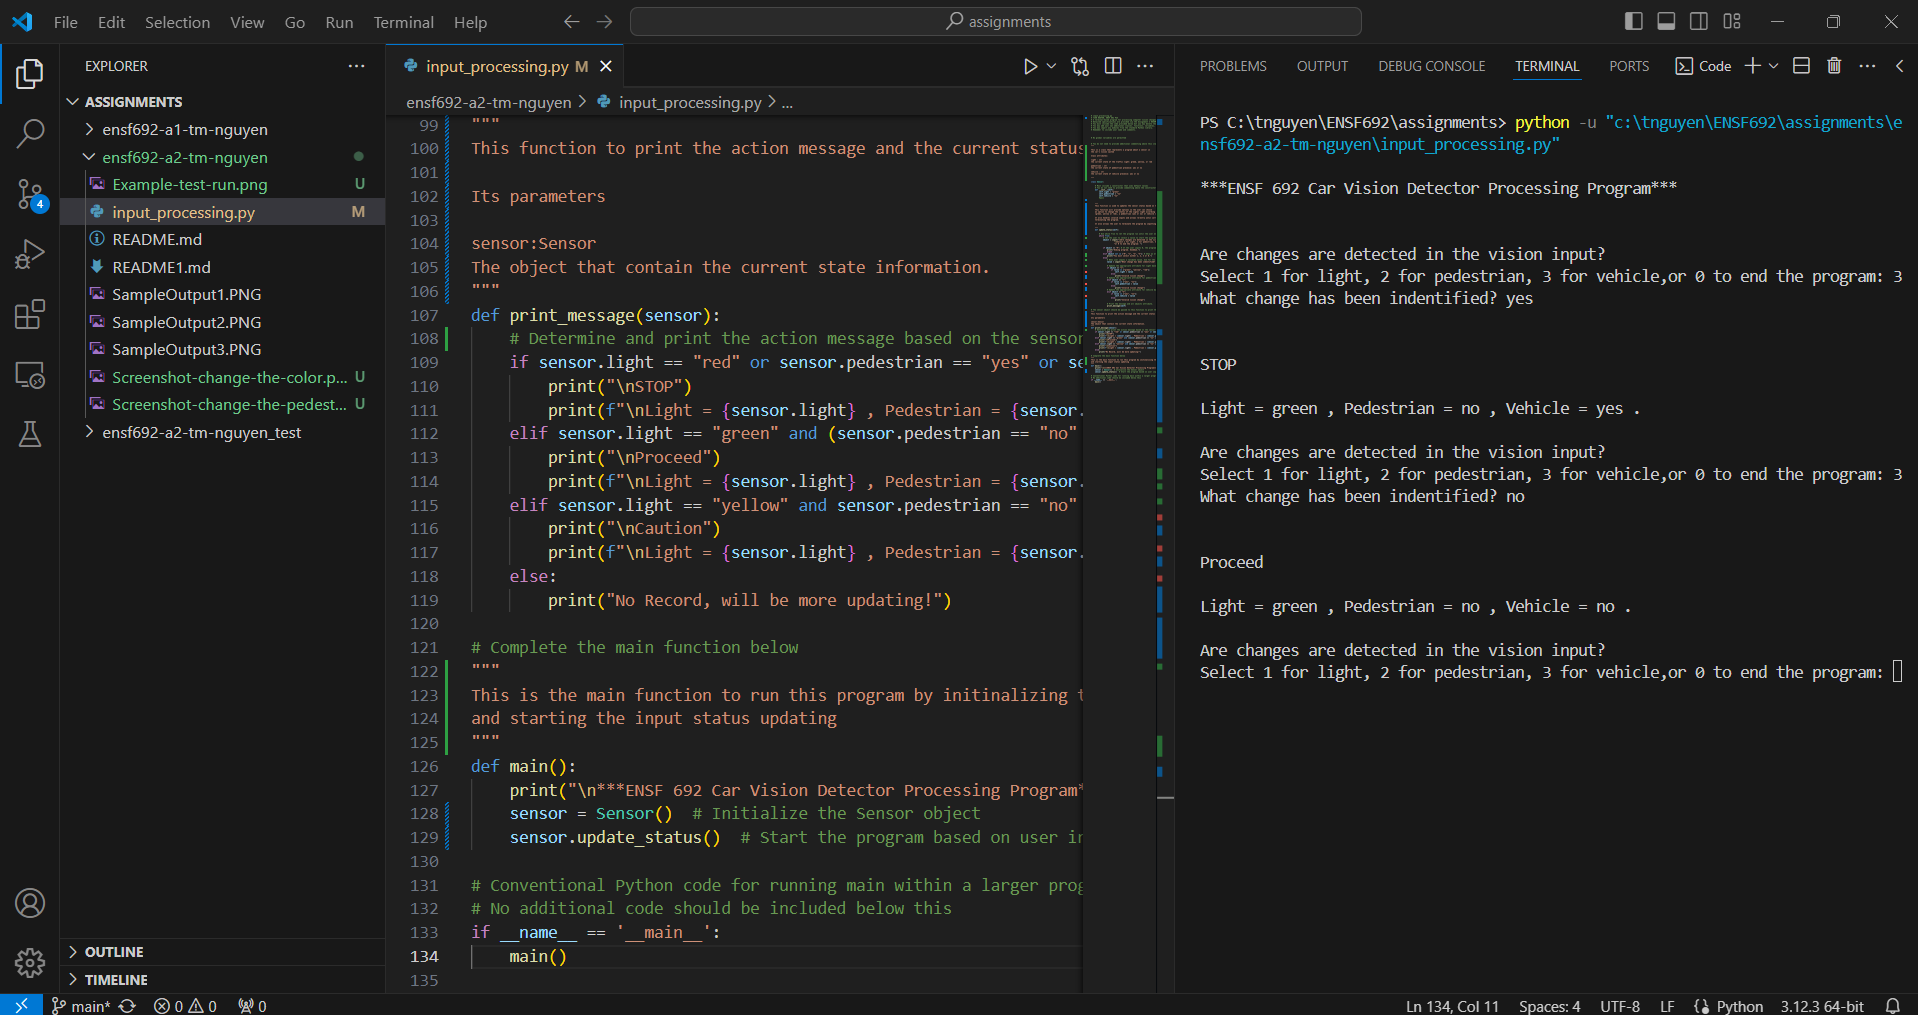 File Edit Selection View Go Run Terminal Help
assignments
EXPLORER
ASSIGNMENTS
ensf692-a1-tm-nguyen
ensf692-a2-tm-nguyen
Example-test-run.png U
input_processing.py M
README.md
README1.md
SampleOutput1.PNG
SampleOutput2.PNG
SampleOutput3.PNG
Screenshot-change-the-color.p... U
Screenshot-change-the-pedest... U
ensf692-a2-tm-nguyen_test
4
OUTLINE
TIMELINE
input_processing.py M
ensf692-a2-tm-nguyen > input_processing.py > ...
99 """
100 This function to print the action message and the current status
101
102 Its parameters
103
104 sensor:Sensor
105 The object that contain the current state information.
106 """
107 def print_message(sensor):
108 # Determine and print the action message based on the sensor
109 if sensor.light == "red" or sensor.pedestrian == "yes" or se
110 print("\nSTOP")
111 print(f"\nLight = {sensor.light} , Pedestrian = {sensor.
112 elif sensor.light == "green" and (sensor.pedestrian == "no"
113 print("\nProceed")
114 print(f"\nLight = {sensor.light} , Pedestrian = {sensor.
115 elif sensor.light == "yellow" and sensor.pedestrian == "no"
116 print("\nCaution")
117 print(f"\nLight = {sensor.light} , Pedestrian = {sensor.
118 else:
119 print("No Record, will be more updating!")
120
121 # Complete the main function below
122 """
123 This is the main function to run this program by initinalizing t
124 and starting the input status updating
125 """
126 def main():
127 print("\n***ENSF 692 Car Vision Detector Processing Program*
128 sensor = Sensor() # Initialize the Sensor object
129 sensor.update_status() # Start the program based on user in
130
131 # Conventional Python code for running main within a larger prog
132 # No additional code should be included below this
133 if __name__ == '__main__':
134 main()
135
PROBLEMS OUTPUT DEBUG CONSOLE TERMINAL PORTS Code
PS C:\tnguyen\ENSF692\assignments> python -u "c:\tnguyen\ENSF692\assignments\e
nsf692-a2-tm-nguyen\input_processing.py"
***ENSF 692 Car Vision Detector Processing Program***
Are changes are detected in the vision input?
Select 1 for light, 2 for pedestrian, 3 for vehicle,or 0 to end the program: 3
What change has been indentified? yes
STOP
Light = green , Pedestrian = no , Vehicle = yes .
Are changes are detected in the vision input?
Select 1 for light, 2 for pedestrian, 3 for vehicle,or 0 to end the program: 3
What change has been indentified? no
Proceed
Light = green , Pedestrian = no , Vehicle = no .
Are changes are detected in the vision input?
Select 1 for light, 2 for pedestrian, 3 for vehicle,or 0 to end the program:
main* 0 0 0 Ln 134, Col 11 Spaces: 4 UTF-8 LF Python 3.12.3 64-bit